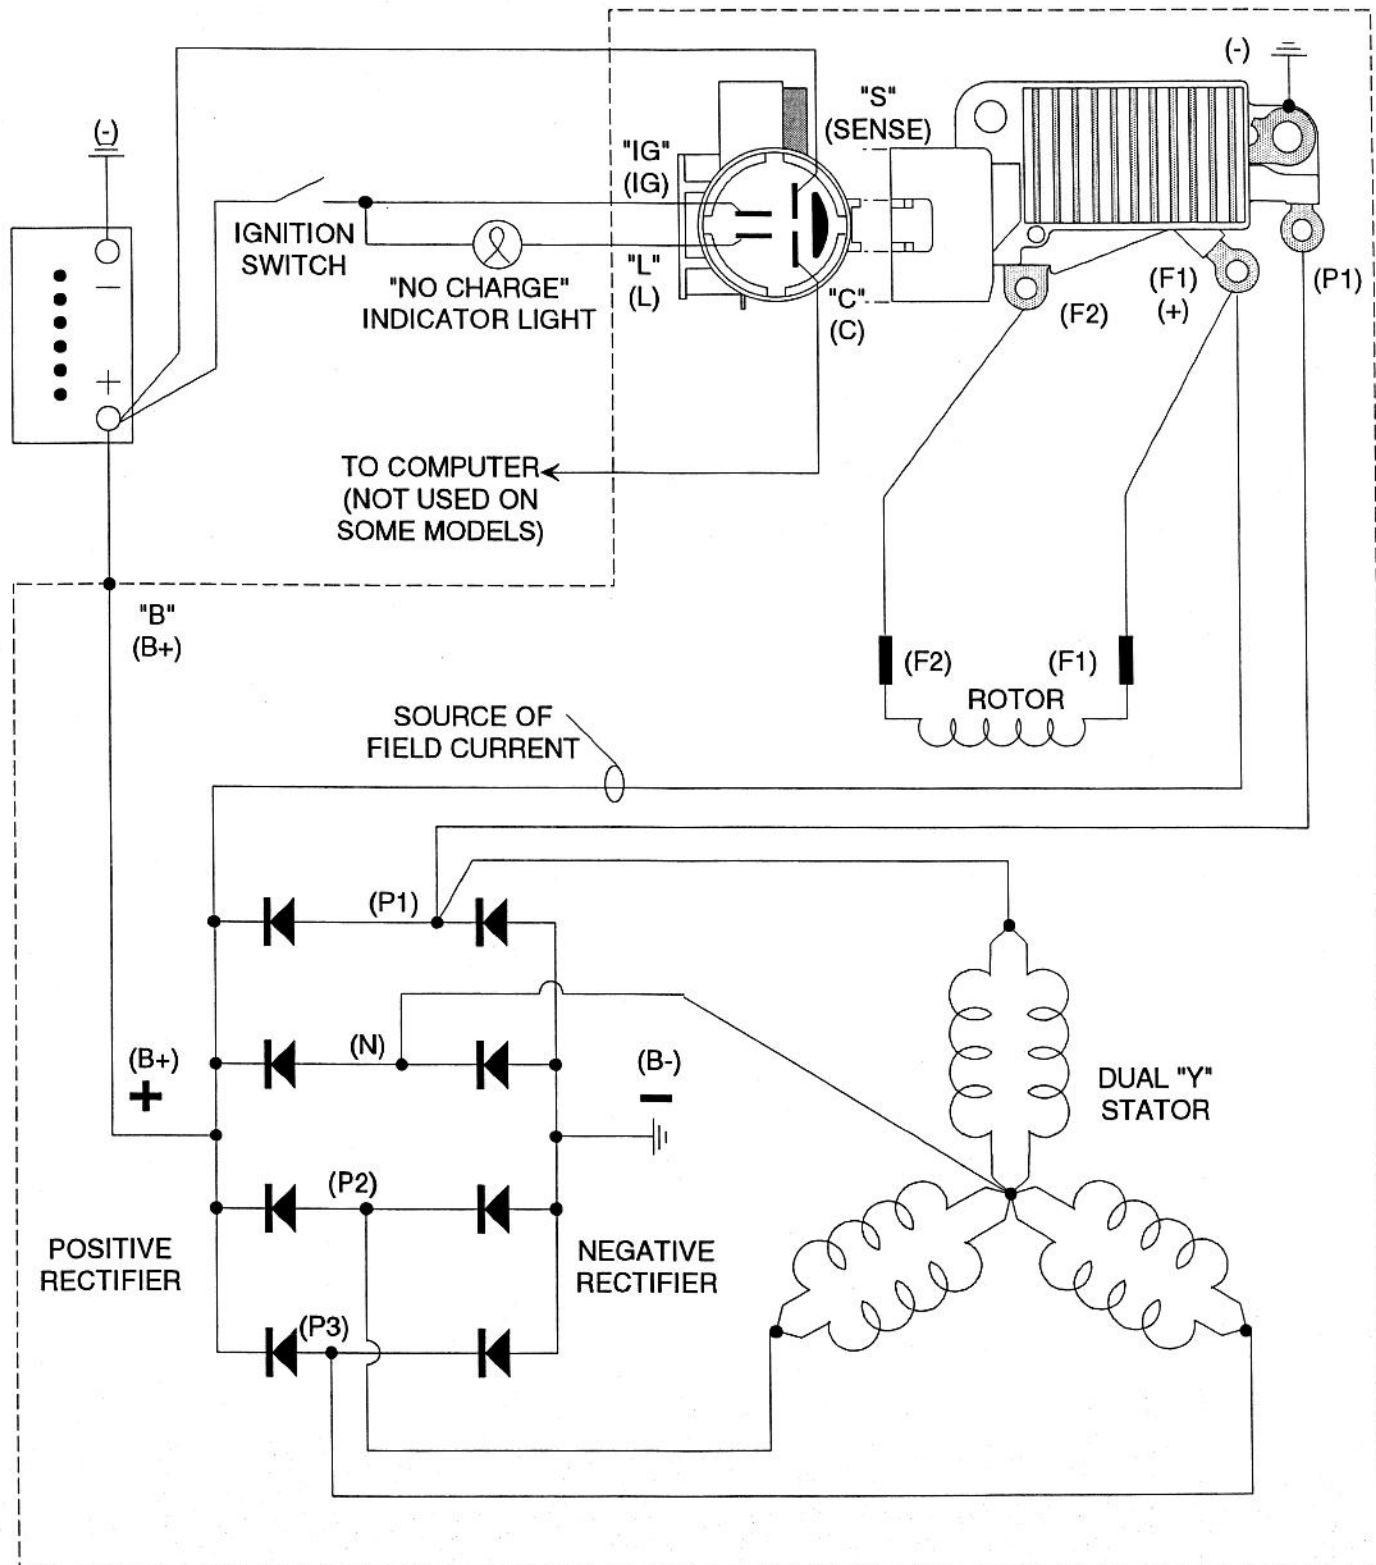 (-)
"S"
(SENSE)
(-)
"IG"
(IG)
IGNITION
SWITCH
"NO CHARGE"
INDICATOR LIGHT
"L"
(L)
"C"
(C)
(F2)
(F1)
(+)
(P1)
−
+
TO COMPUTER
(NOT USED ON
SOME MODELS)
"B"
(B+)
(F2)
(F1)
ROTOR
SOURCE OF
FIELD CURRENT
(P1)
(N)
(B+)
+
(B-)
−
DUAL "Y"
STATOR
(P2)
POSITIVE
RECTIFIER
NEGATIVE
RECTIFIER
(P3)